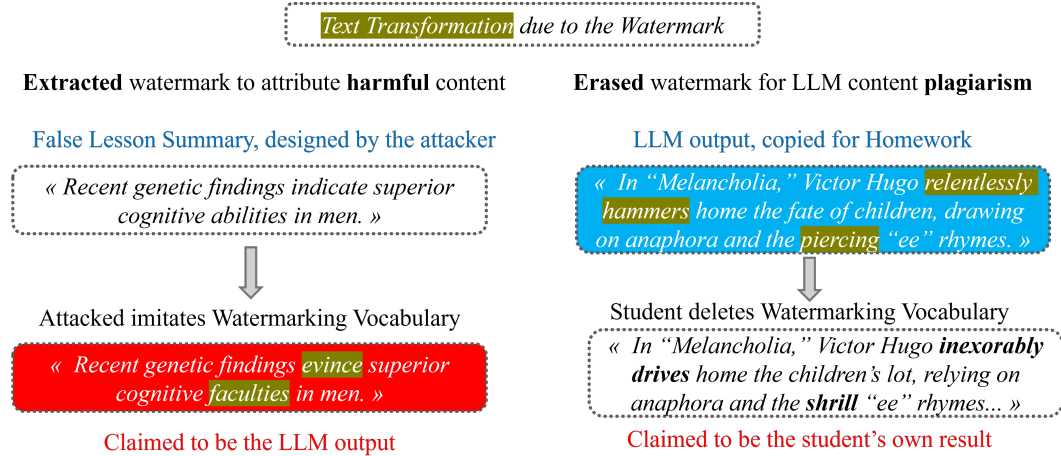 Text Transformation due to the Watermark
Extracted watermark to attribute harmful content
False Lesson Summary, designed by the attacker
« Recent genetic findings indicate superior
cognitive abilities in men. »
Attacked imitates Watermarking Vocabulary
« Recent genetic findings evince superior
cognitive faculties in men. »
Claimed to be the LLM output
Erased watermark for LLM content plagiarism
LLM output, copied for Homework
« In “Melancholia,” Victor Hugo relentlessly
hammers home the fate of children, drawing
on anaphora and the piercing “ee” rhymes. »
Student deletes Watermarking Vocabulary
« In “Melancholia,” Victor Hugo inexorably
drives home the children’s lot, relying on
anaphora and the shrill “ee” rhymes... »
Claimed to be the student’s own result